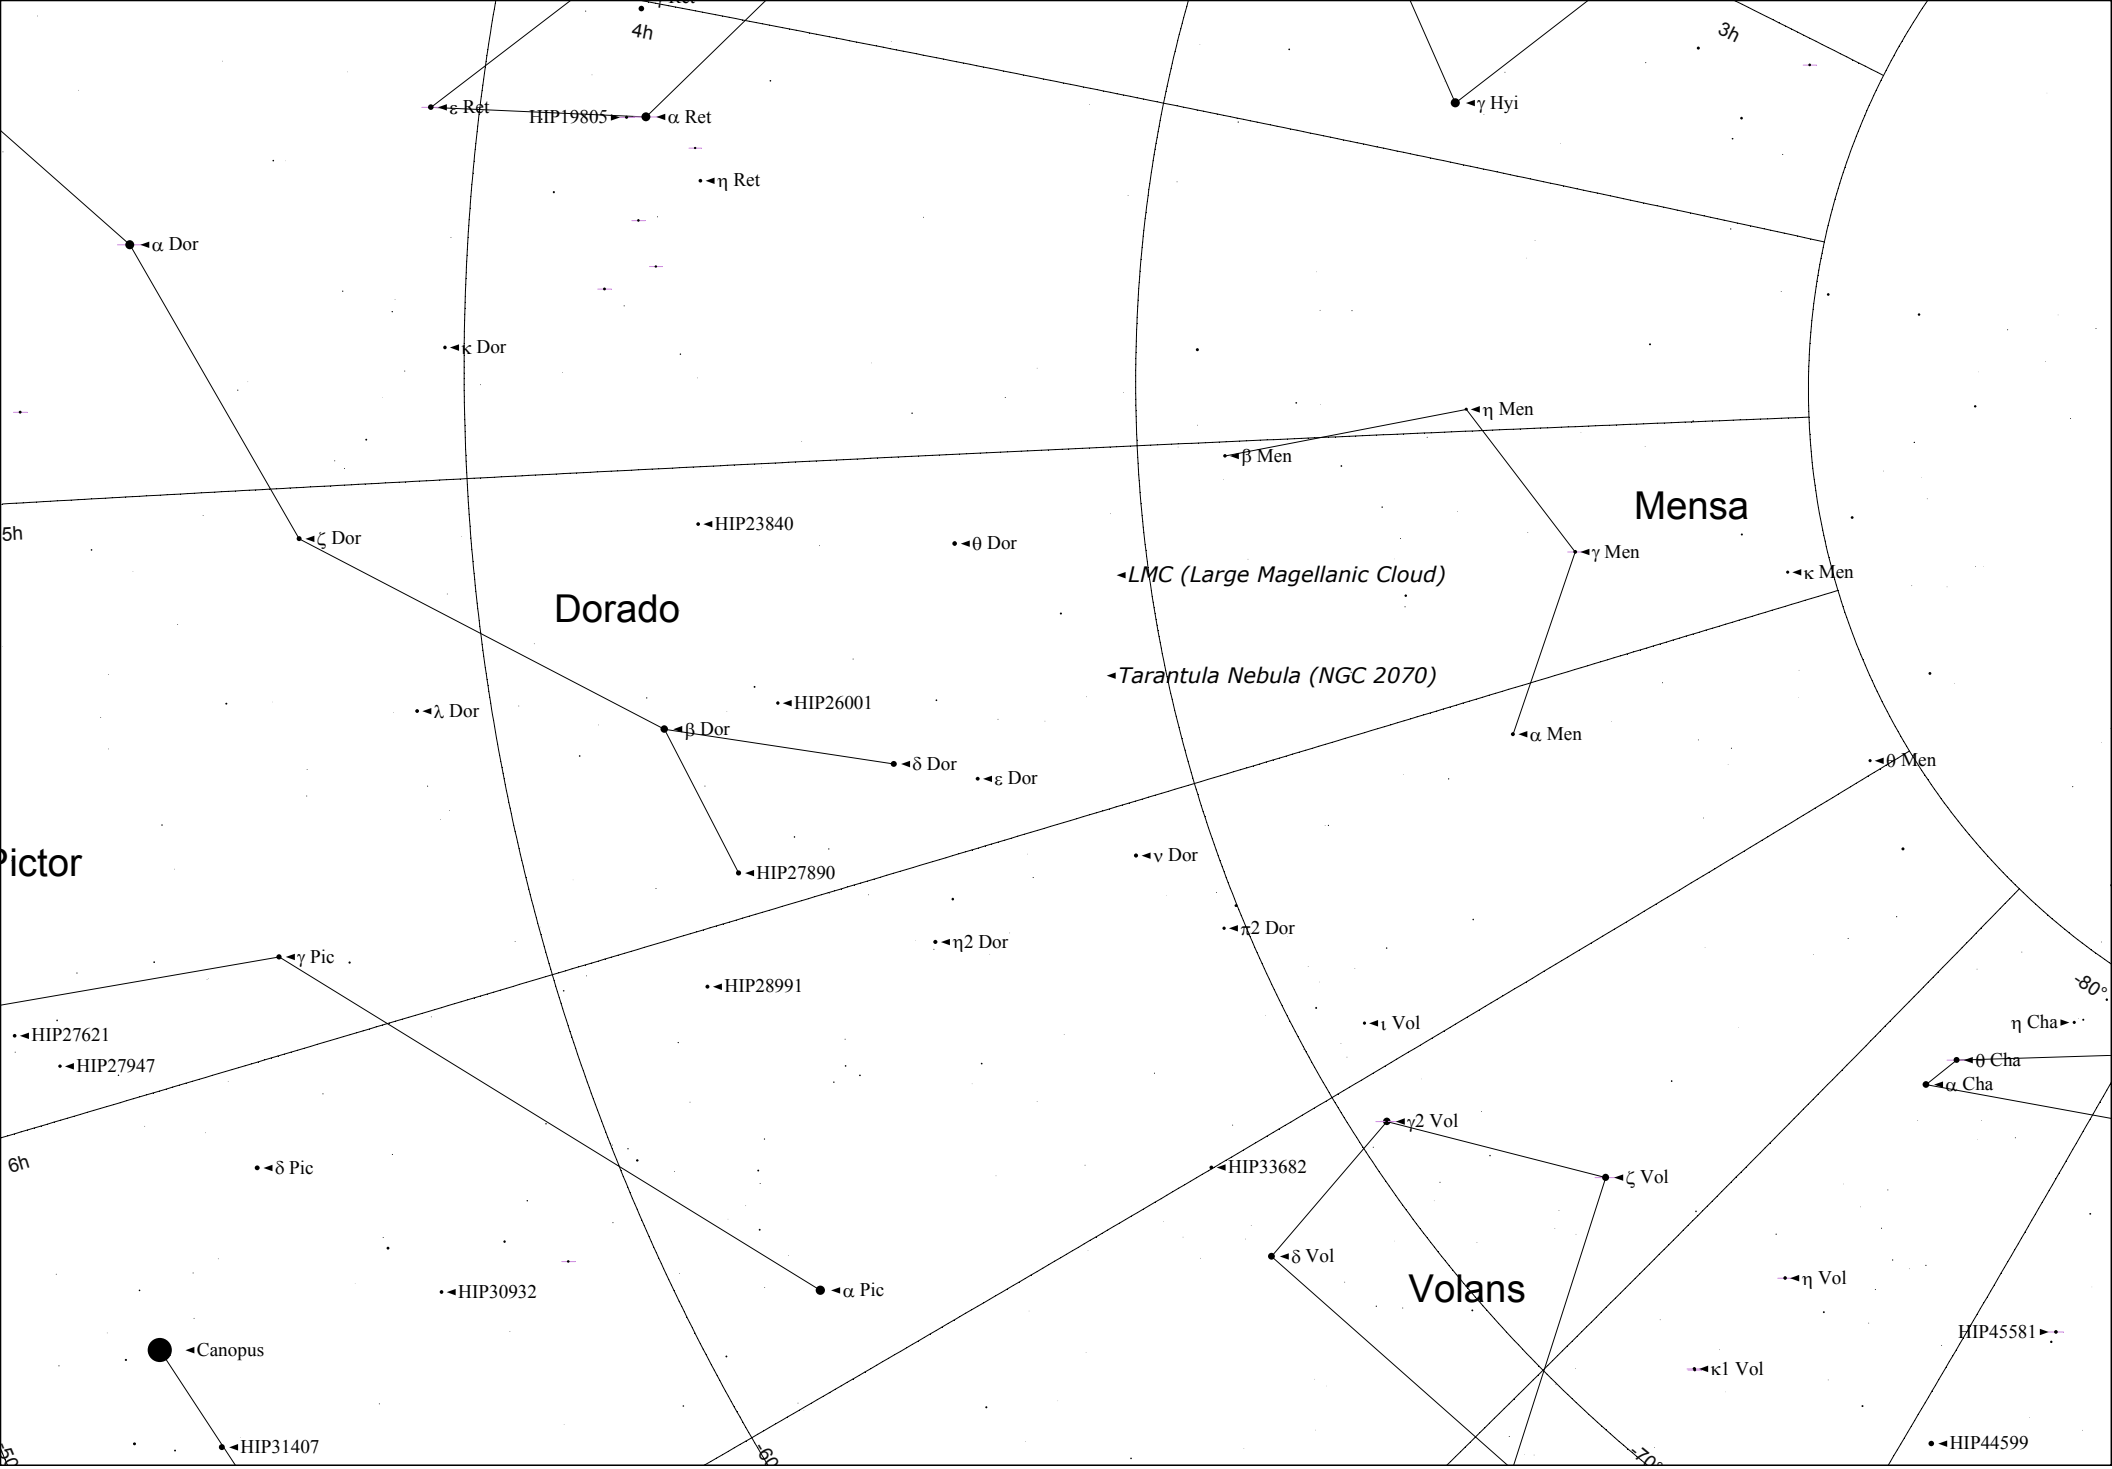 4h
3h
ε Ret
HIP19805
α Ret
γ Hyi
η Ret
α Dor
κ Dor
η Men
β Men
Mensa
5h
ζ Dor
HIP23840
θ Dor
γ Men
LMC (Large Magellanic Cloud)
κ Men
Dorado
Tarantula Nebula (NGC 2070)
λ Dor
HIP26001
β Dor
α Men
δ Dor
ε Dor
θ Men
ν Dor
Pictor
HIP27890
π2 Dor
η2 Dor
γ Pic
HIP28991
-80°
ι Vol
η Cha
HIP27621
HIP27947
θ Cha
α Cha
γ2 Vol
6h
δ Pic
HIP33682
ζ Vol
δ Vol
η Vol
Volans
HIP30932
α Pic
HIP45581
Canopus
κ1 Vol
HIP31407
HIP44599
-50
-60
-70°